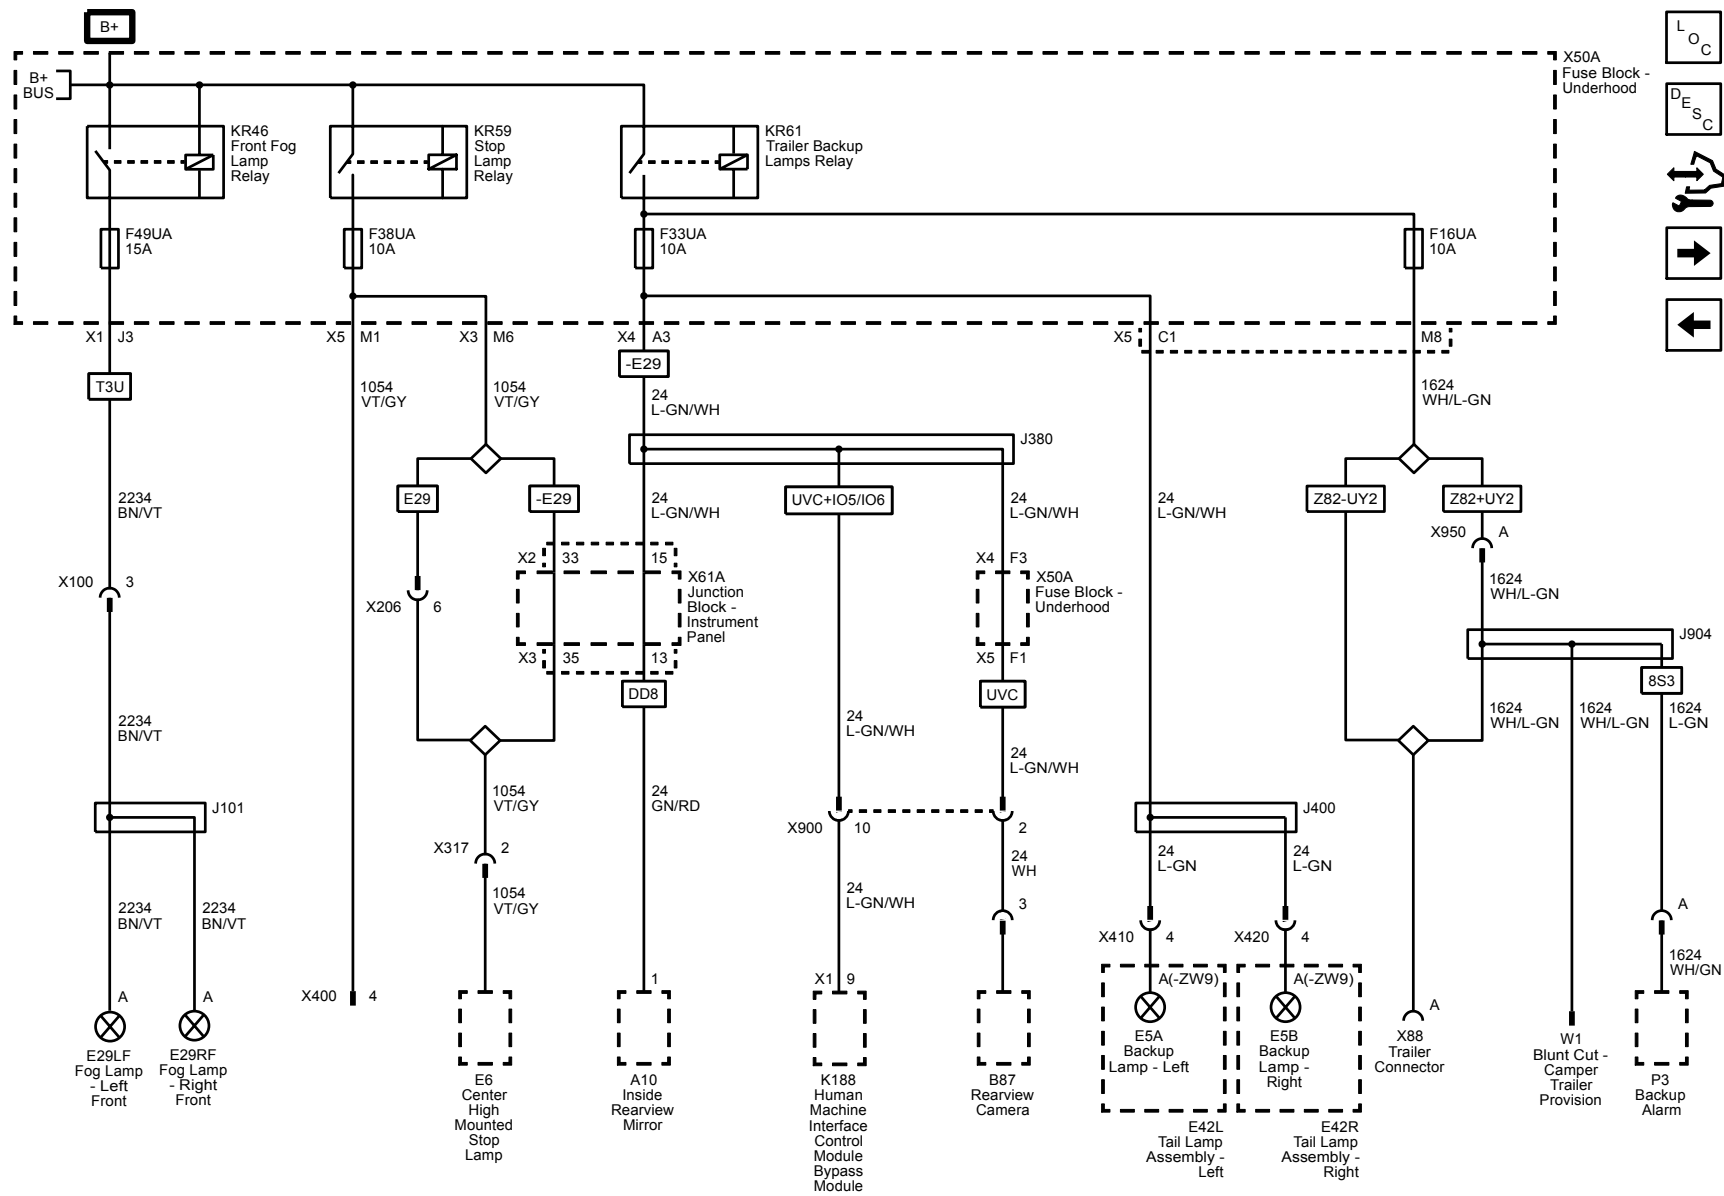 B+
L
O
C
X50A
Fuse Block -
Underhood
B+
BUS
D
E
S
C
KR46
Front Fog
Lamp
Relay
KR59
Stop
Lamp
Relay
KR61
Trailer Backup
Lamps Relay
F49UA
15A
F38UA
10A
F33UA
10A
F16UA
10A
X1 J3
X5 M1
X3 M6
X4 A3
X5 C1
M8
T3U
-E29
1054
VT/GY
1054
VT/GY
24
L-GN/WH
1624
WH/L-GN
J380
2234
BN/VT
E29
-E29
24
L-GN/WH
UVC+IO5/IO6
24
L-GN/WH
24
L-GN/WH
Z82-UY2
Z82+UY2
X950 A
X100 3
X206 6
X2 33
15
X61A
Junction
Block -
Instrument
Panel
X3 35
13
X4 F3
X50A
Fuse Block -
Underhood
X5 F1
1624
WH/L-GN
J904
8S3
DD8
UVC
2234
BN/VT
24
L-GN/WH
1624
WH/L-GN
1624
WH/L-GN
1624
L-GN
24
L-GN/WH
1054
VT/GY
24
GN/RD
J101
X900 10
2
J400
X317 2
24
WH
24
L-GN
24
L-GN
1054
VT/GY
24
L-GN/WH
2234
BN/VT
2234
BN/VT
3
A
X410 4
X420 4
1624
WH/GN
A
A
X400 4
1
X1 9
A(-ZW9)
A(-ZW9)
A
E29LF
Fog Lamp
- Left
Front
E29RF
Fog Lamp
- Right
Front
E6
Center
High
Mounted
Stop
Lamp
A10
Inside
Rearview
Mirror
K188
Human
Machine
Interface
Control
Module
Bypass
Module
B87
Rearview
Camera
E5A
Backup
Lamp - Left
E5B
Backup
Lamp -
Right
X88
Trailer
Connector
W1
Blunt Cut -
Camper
Trailer
Provision
P3
Backup
Alarm
E42L
Tail Lamp
Assembly -
Left
E42R
Tail Lamp
Assembly -
Right